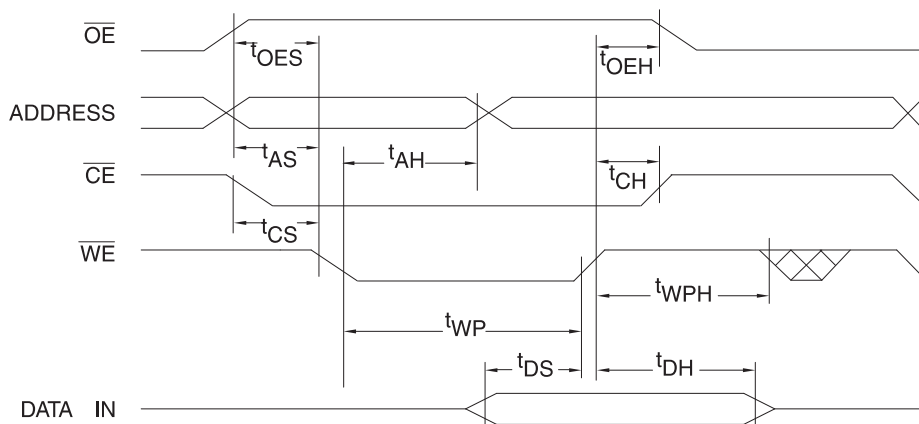 OE
tOES
tOEH
ADDRESS
tAS
tAH
tCH
CE
tCS
WE
tWPH
tWP
tDS
tDH
DATA IN